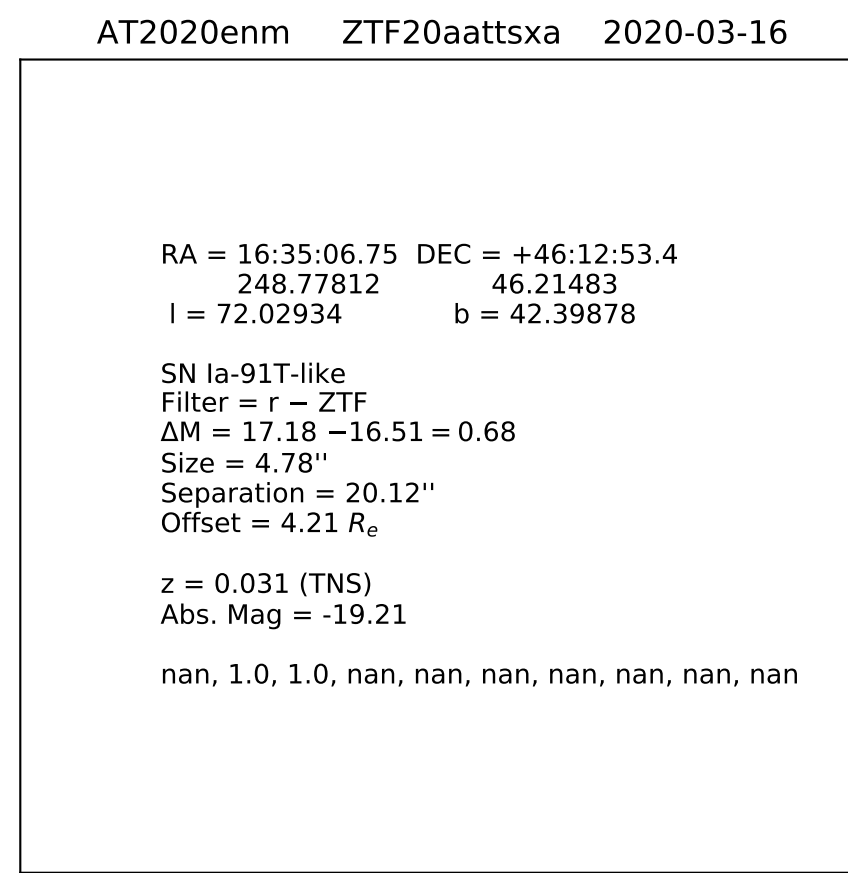 AT2020enm ZTF20aattsxa 2020-03-16
RA = 16:35:06.75 DEC = +46:12:53.4
248.77812 46.21483
l = 72.02934 b = 42.39878
SN Ia-91T-like
Filter = r − ZTF
ΔM = 17.18 −16.51 = 0.68
Size = 4.78''
Separation = 20.12''
Offset = 4.21 Re
z = 0.031 (TNS)
Abs. Mag = -19.21
nan, 1.0, 1.0, nan, nan, nan, nan, nan, nan, nan